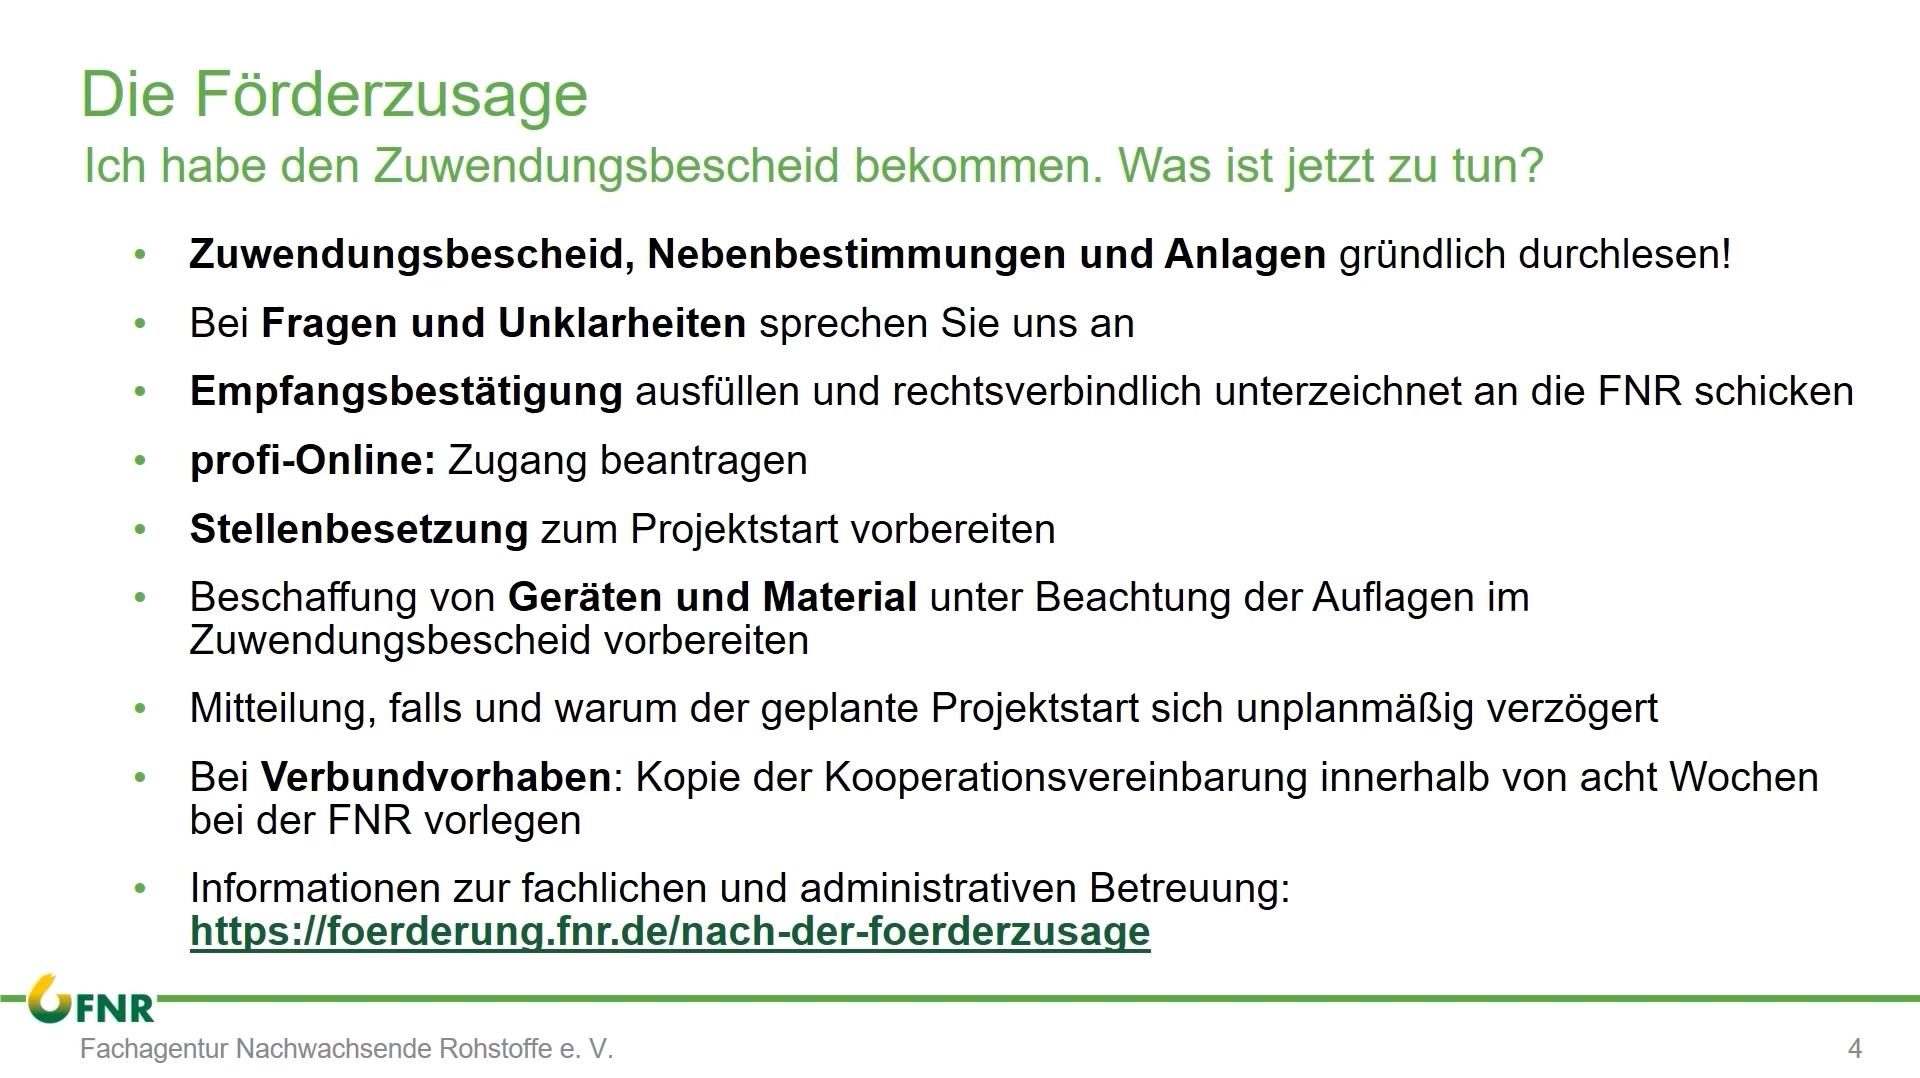 Die Förderzusage
Ich habe den Zuwendungsbescheid bekommen. Was ist jetzt zu tun?
• Zuwendungsbescheid, Nebenbestimmungen und Anlagen gründlich durchlesen!
• Bei Fragen und Unklarheiten sprechen Sie uns an
• Empfangsbestätigung ausfüllen und rechtsverbindlich unterzeichnet an die FNR schicken
• profi-Online: Zugang beantragen
• Stellenbesetzung zum Projektstart vorbereiten
• Beschaffung von Geräten und Material unter Beachtung der Auflagen im
Zuwendungsbescheid vorbereiten
• Mitteilung, falls und warum der geplante Projektstart sich unplanmäßig verzögert
• Bei Verbundvorhaben: Kopie der Kooperationsvereinbarung innerhalb von acht Wochen
bei der FNR vorlegen
• Informationen zur fachlichen und administrativen Betreuung:
https://foerderung.fnr.de/nach-der-foerderzusage
FNR
Fachagentur Nachwachsende Rohstoffe e. V.
4